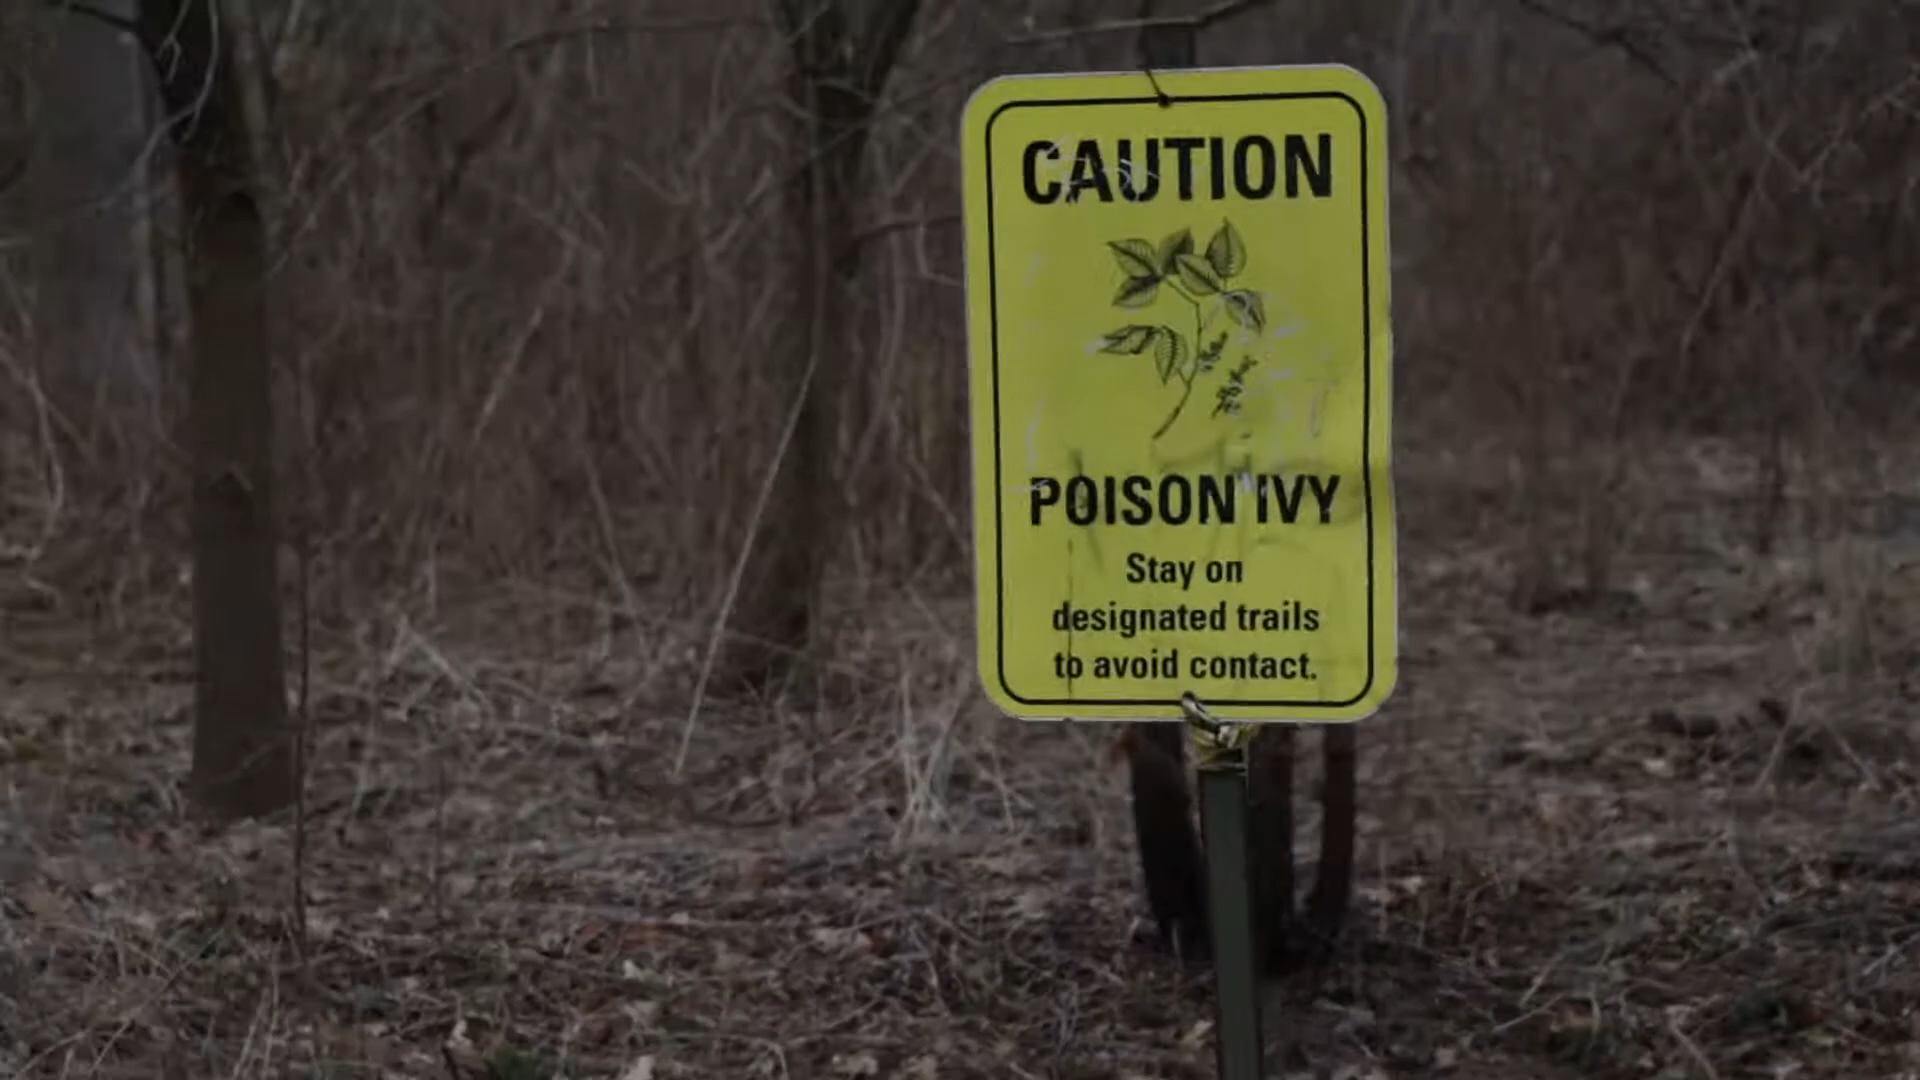 CAUTION
POISON IVY
Stay on
designated trails
to avoid contact.